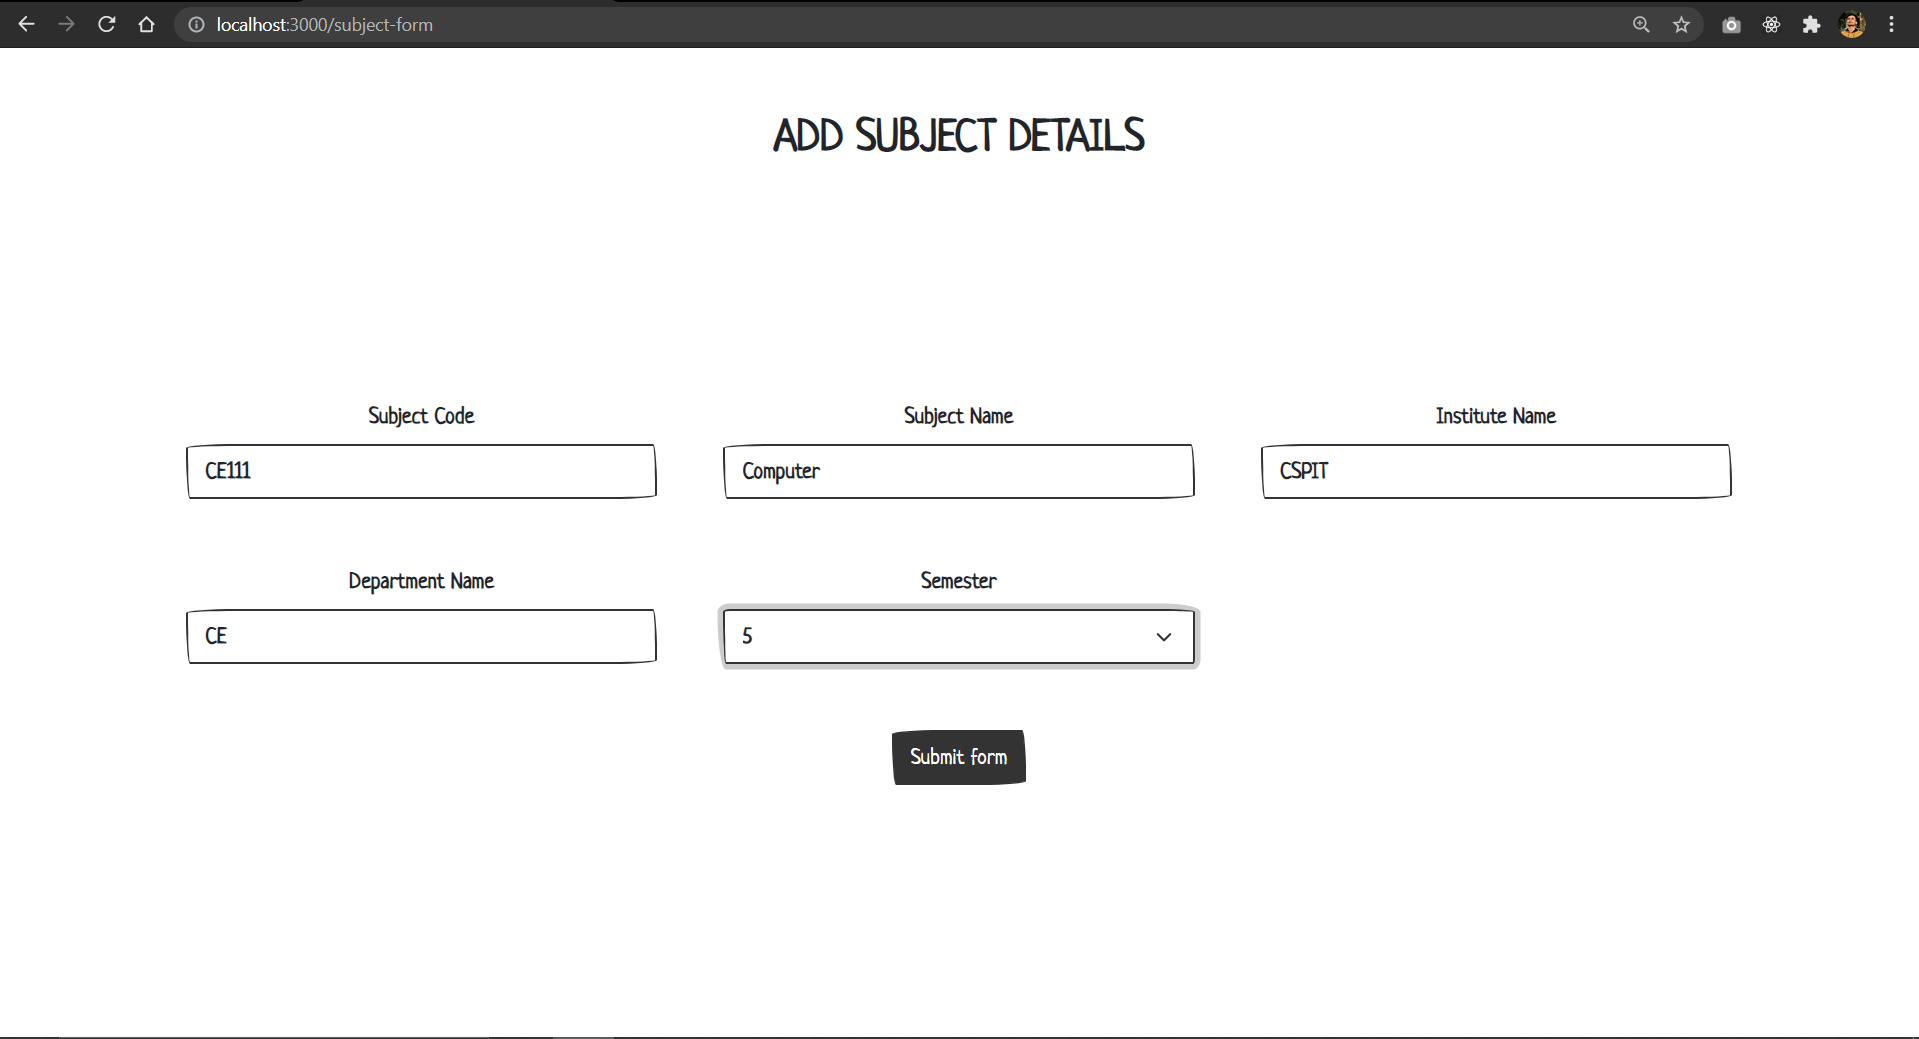 localhost:3000/subject-form
ADD SUBJECT DETAILS
Subject Code
Subject Name
Institute Name
CE111
Computer
CSPIT
Department Name
Semester
CE
5
Submit form